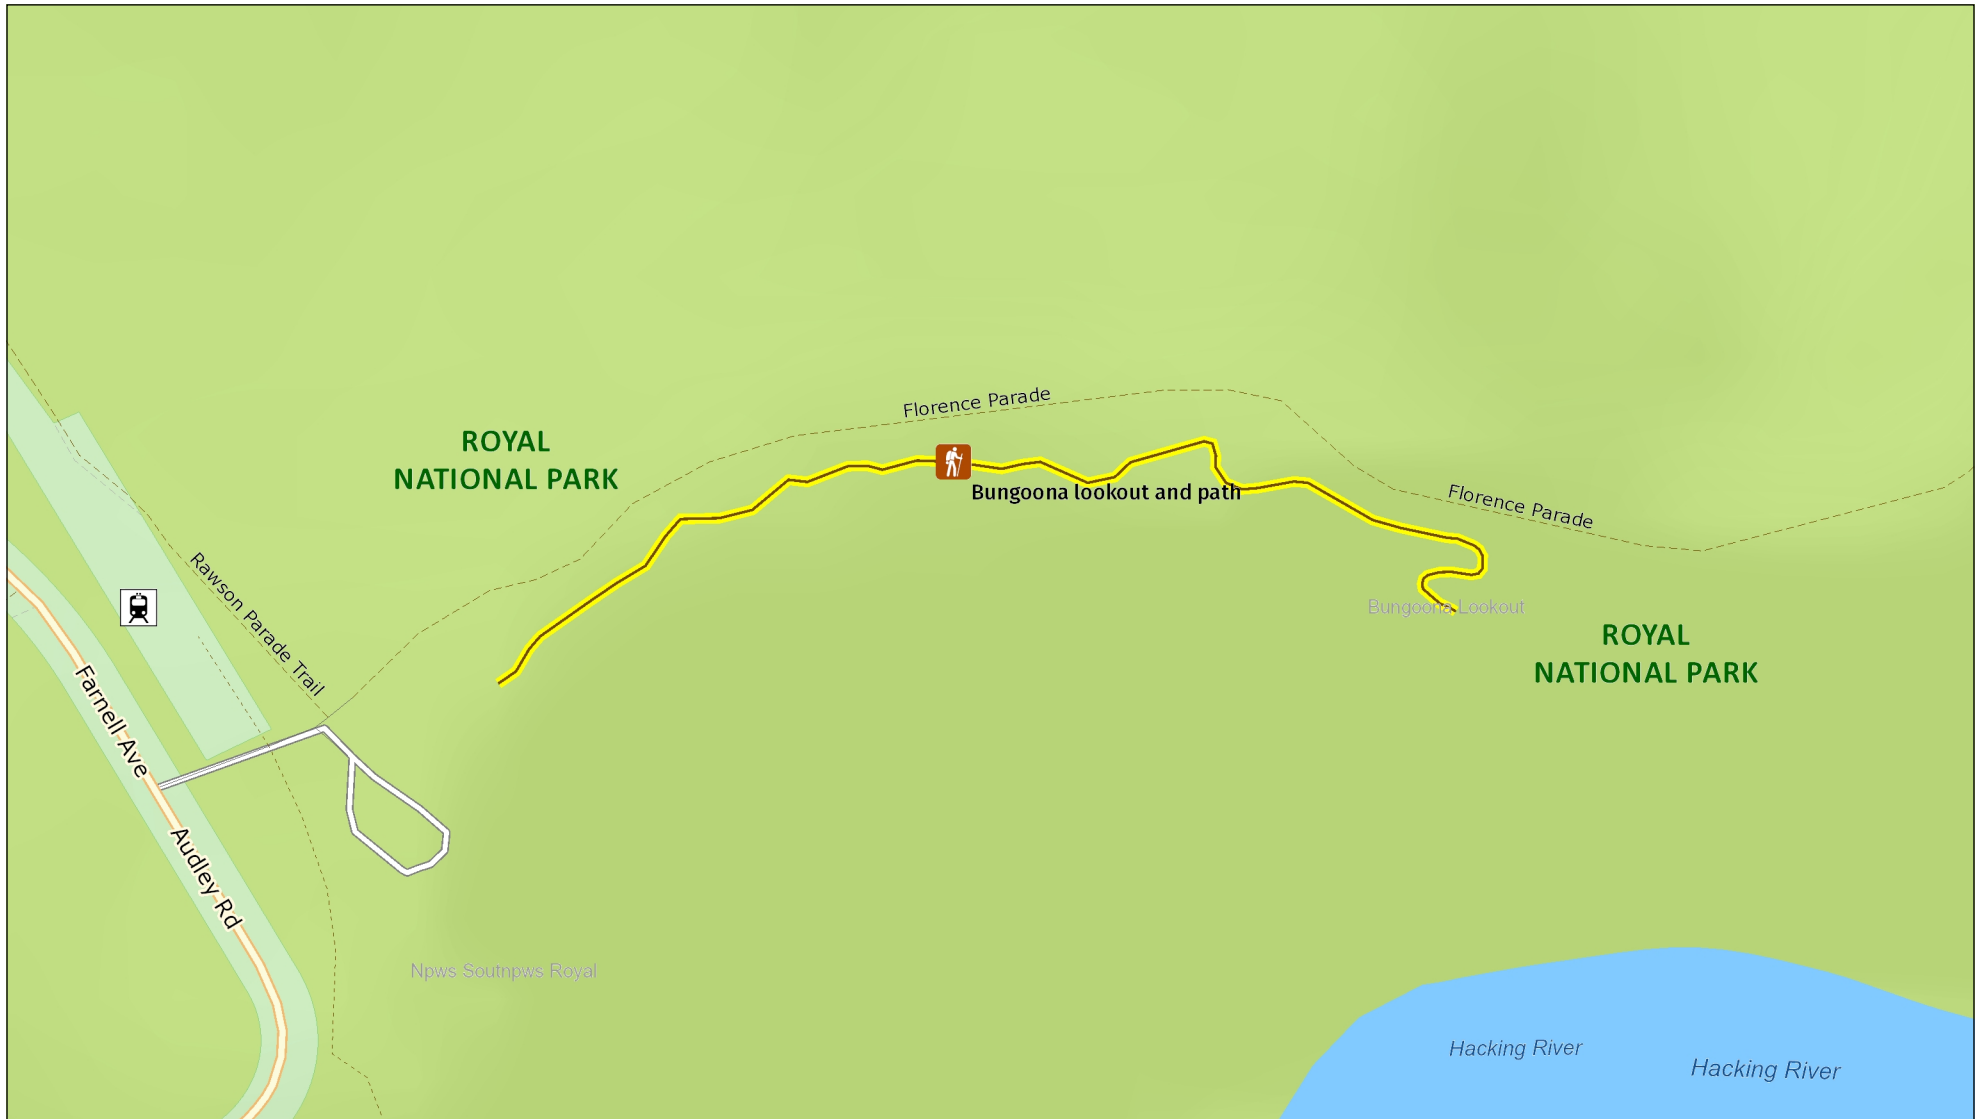 Florence Parade
ROYAL
NATIONAL PARK
Bungoona lookout and path
Florence Parade
Rawson Parade Trail
Bungoona Lookout
ROYAL
NATIONAL PARK
Farnell Ave
Audley Rd
Npws Soutnpws Royal
Hacking River
Hacking River